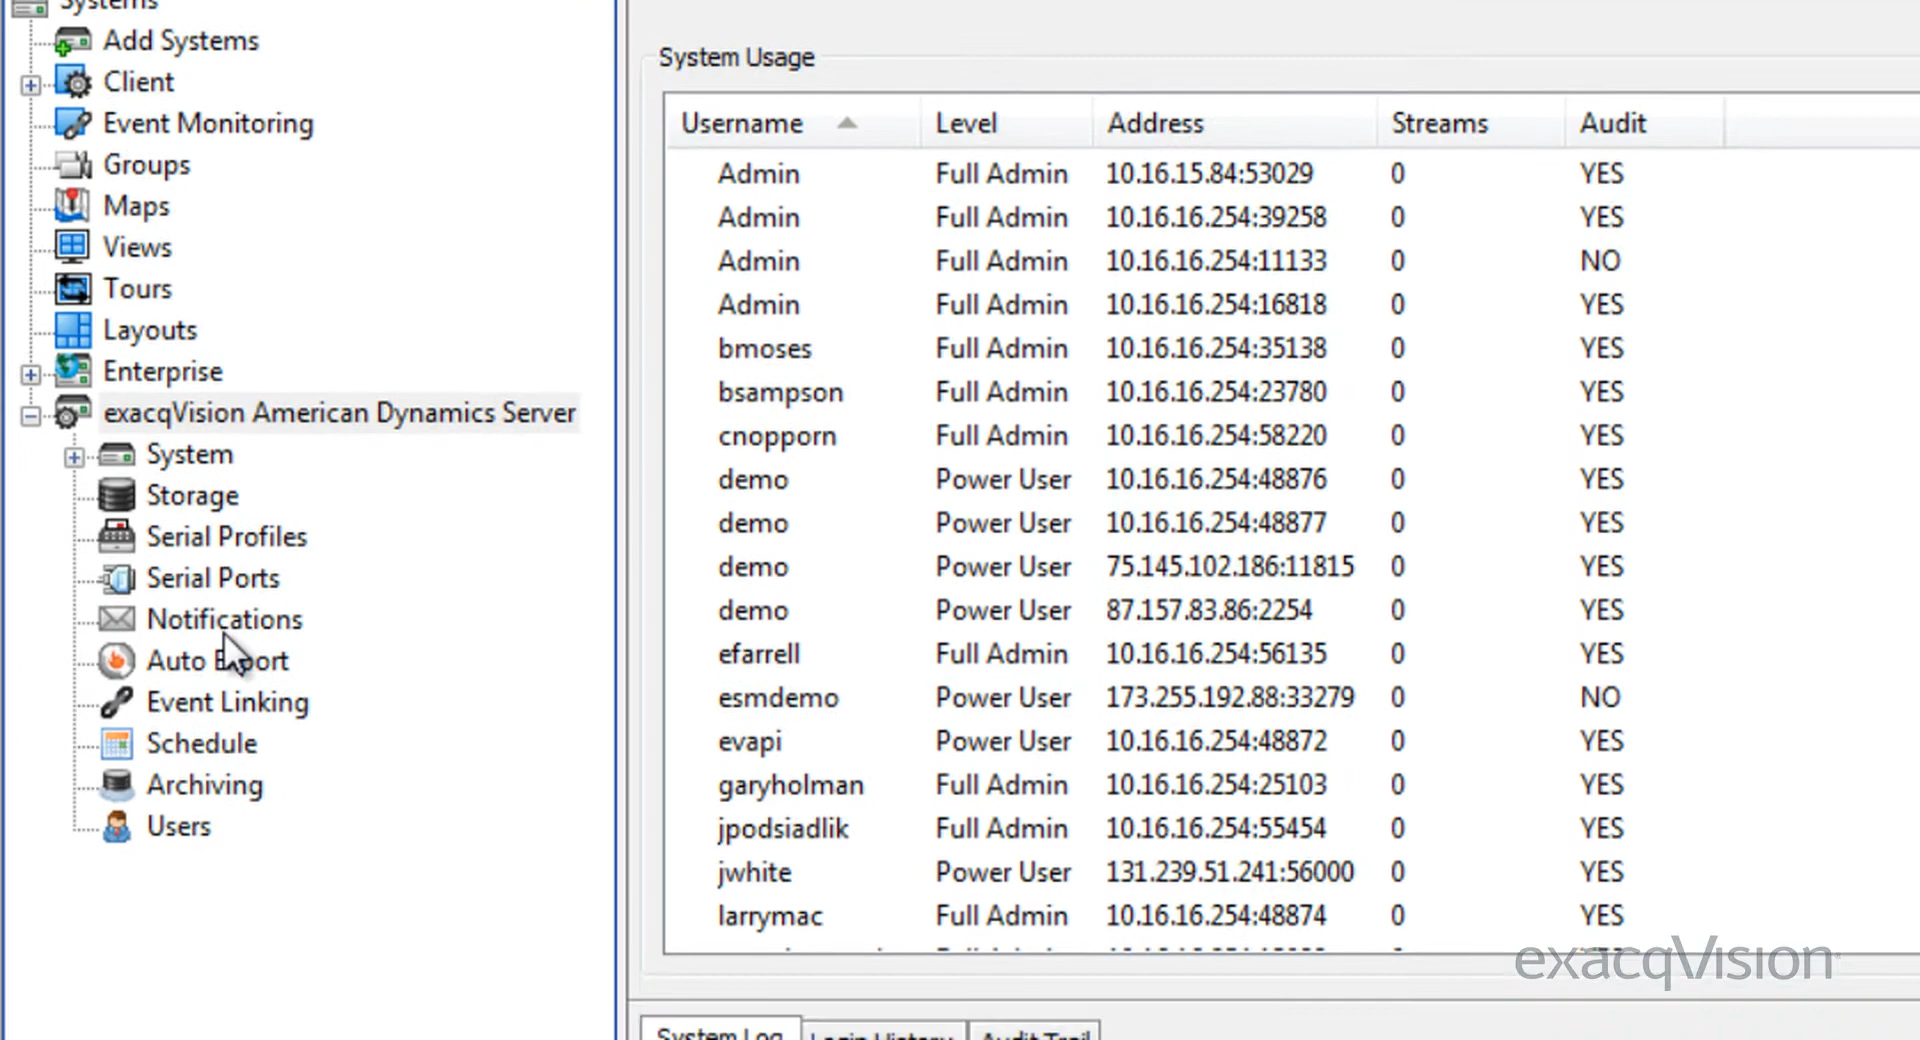 Systems
Add Systems
Client
Event Monitoring
Groups
Maps
Views
Tours
Layouts
Enterprise
exacqVision American Dynamics Server
System
Storage
Serial Profiles
Serial Ports
Notifications
Auto Export
Event Linking
Schedule
Archiving
Users
System Usage
Username Level Address Streams Audit
Admin Full Admin 10.16.15.84:53029 0 YES
Admin Full Admin 10.16.16.254:39258 0 YES
Admin Full Admin 10.16.16.254:11133 0 NO
Admin Full Admin 10.16.16.254:16818 0 YES
bmoses Full Admin 10.16.16.254:35138 0 YES
bsampson Full Admin 10.16.16.254:23780 0 YES
cnopporn Full Admin 10.16.16.254:58220 0 YES
demo Power User 10.16.16.254:48876 0 YES
demo Power User 10.16.16.254:48877 0 YES
demo Power User 75.145.102.186:11815 0 YES
demo Power User 87.157.83.86:2254 0 YES
efarrell Full Admin 10.16.16.254:56135 0 YES
esmdemo Power User 173.255.192.88:33279 0 NO
evapi Power User 10.16.16.254:48872 0 YES
garyholman Full Admin 10.16.16.254:25103 0 YES
jpodsiadlik Full Admin 10.16.16.254:55454 0 YES
jwhite Power User 131.239.51.241:56000 0 YES
larrymac Full Admin 10.16.16.254:48874 0 YES
exacqVision
System Log Login History Audit Trail